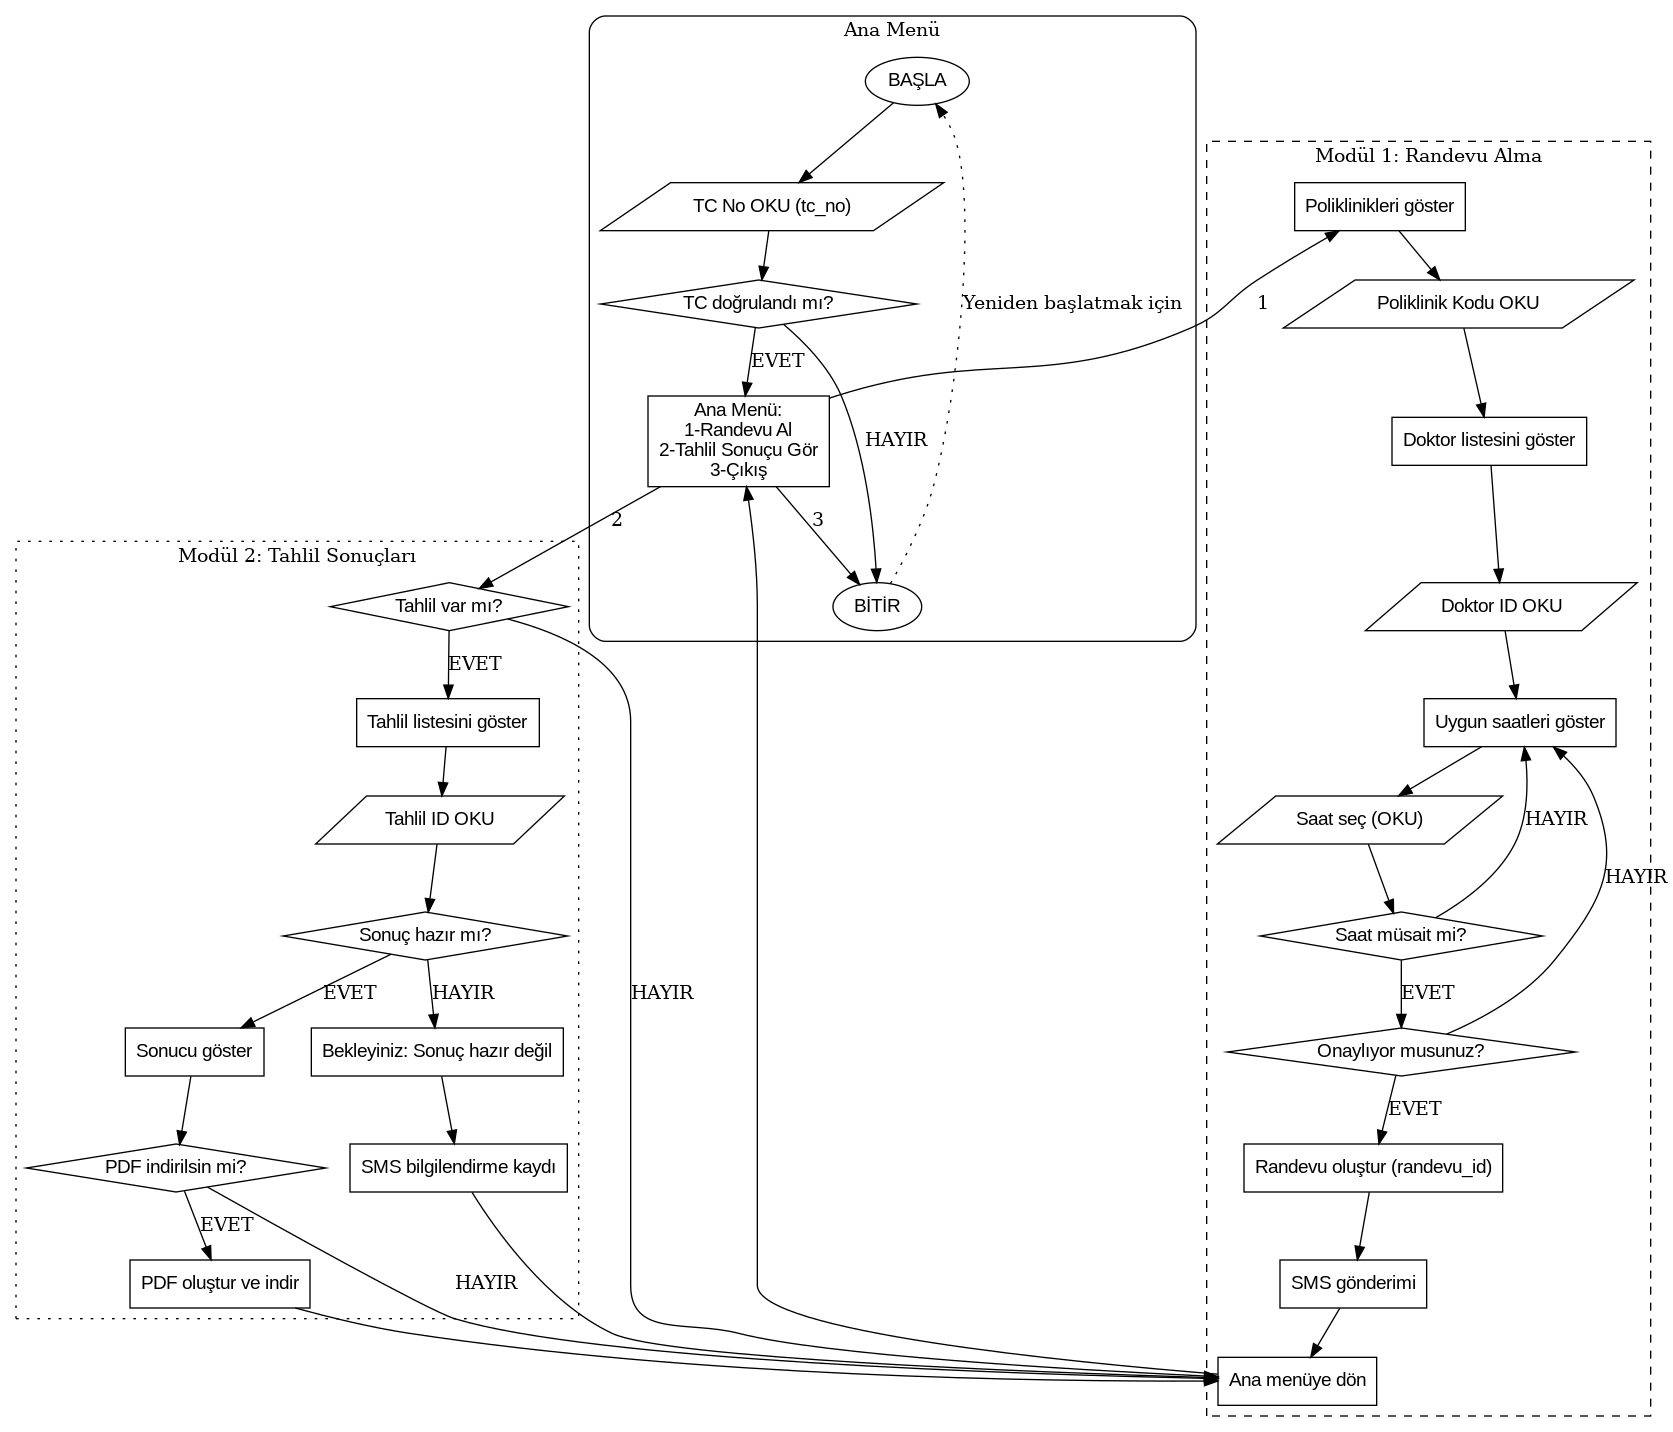 Ana Menü
BAŞLA
TC No OKU (tc_no)
TC doğrulandı mı?
EVET
HAYIR
Yeniden başlatmak için
Ana Menü:
1-Randevu Al
2-Tahlil Sonuçu Gör
3-Çıkış
1
2
3
BİTİR
Modül 1: Randevu Alma
Poliklinikleri göster
Poliklinik Kodu OKU
Doktor listesini göster
Doktor ID OKU
Uygun saatleri göster
Saat seç (OKU)
HAYIR
Saat müsait mi?
HAYIR
EVET
Onaylıyor musunuz?
EVET
Randevu oluştur (randevu_id)
SMS gönderimi
Ana menüye dön
Modül 2: Tahlil Sonuçları
Tahlil var mı?
EVET
HAYIR
Tahlil listesini göster
Tahlil ID OKU
Sonuç hazır mı?
EVET
HAYIR
Sonucu göster
Bekleyiniz: Sonuç hazır değil
PDF indirilsin mi?
SMS bilgilendirme kaydı
EVET
HAYIR
PDF oluştur ve indir